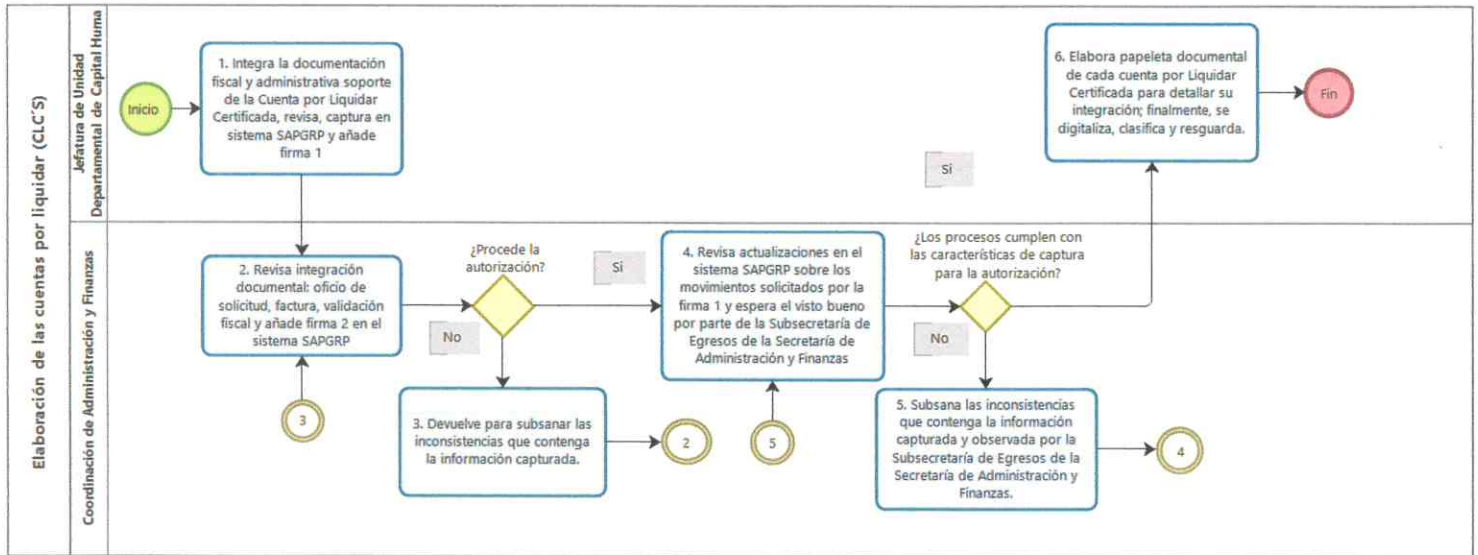 Elaboración de las cuentas por liquidar (CLC´S)
Jefatura de Unidad
Departamental de Capital Huma
Inicio
1. Integra la documentación
fiscal y administrativa soporte
de la Cuenta por Liquidar
Certificada, revisa, captura en
sistema SAPGRP y añade
firma 1
6. Elabora papeleta documental
de cada cuenta por Liquidar
Certificada para detallar su
integración; finalmente, se
digitaliza, clasifica y resguarda.
Fin
Si
Coordinación de Administración y Finanzas
2. Revisa integración
documental: oficio de
solicitud, factura, validación
fiscal y añade firma 2 en el
sistema SAPGRP
3
¿Procede la
autorización?
Si
No
3. Devuelve para subsanar las
inconsistencias que contenga
la información capturada.
2
4. Revisa actualizaciones en el
sistema SAPGRP sobre los
movimientos solicitados por la
firma 1 y espera el visto bueno
por parte de la Subsecretaría de
Egresos de la Secretaría de
Administración y Finanzas
5
¿Los procesos cumplen con
las características de captura
para la autorización?
No
5. Subsana las inconsistencias
que contenga la información
capturada y observada por la
Subsecretaría de Egresos de la
Secretaría de Administración y
Finanzas.
4